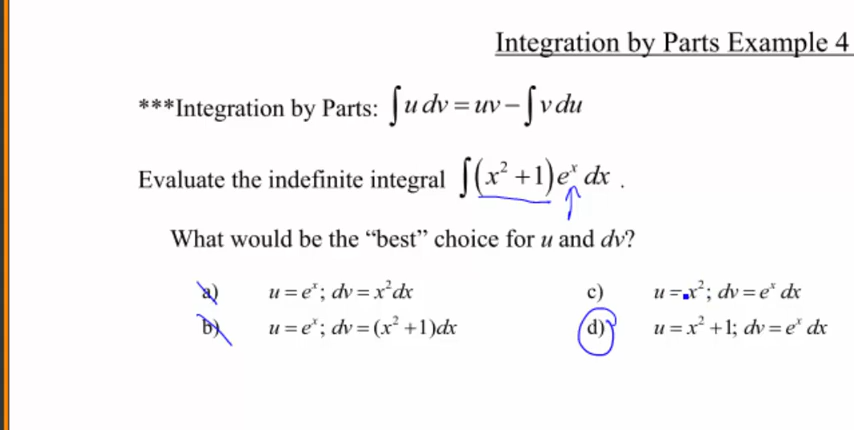 Integration by Parts Example 4
***Integration by Parts: ∫u dv = uv − ∫v du
Evaluate the indefinite integral ∫(x² + 1)eˣ dx .
What would be the “best” choice for u and dv?
a) u = eˣ; dv = x²dx
c) u = x²; dv = eˣ dx
b) u = eˣ; dv = (x² + 1)dx
d) u = x² + 1; dv = eˣ dx